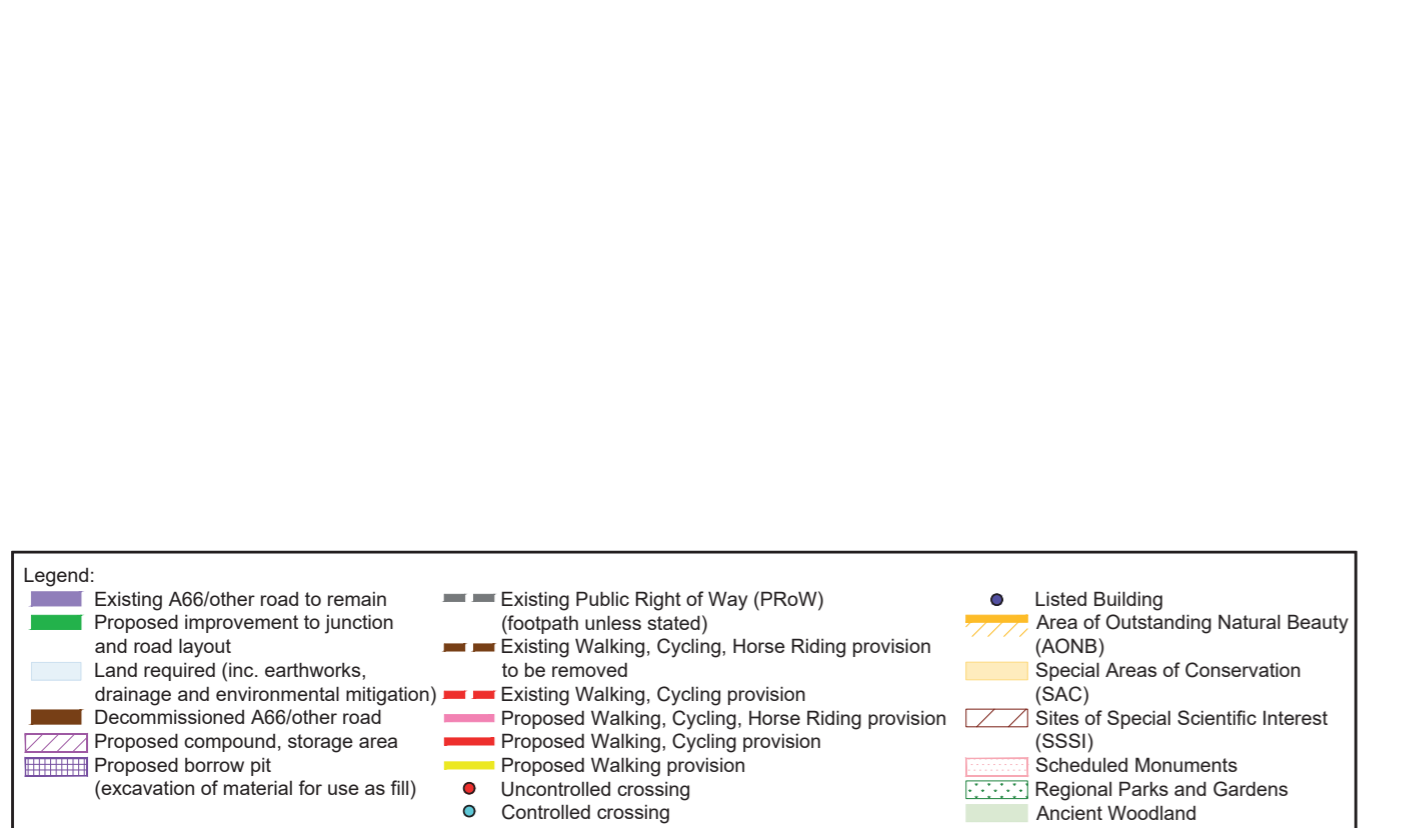 Legend:
Existing A66/other road to remain
Proposed improvement to junction
and road layout
Land required (inc. earthworks,
drainage and environmental mitigation)
Decommissioned A66/other road
Proposed compound, storage area
Proposed borrow pit
(excavation of material for use as fill)
Existing Public Right of Way (PRoW)
(footpath unless stated)
Existing Walking, Cycling, Horse Riding provision
to be removed
Existing Walking, Cycling provision
Proposed Walking, Cycling, Horse Riding provision
Proposed Walking, Cycling provision
Proposed Walking provision
Uncontrolled crossing
Controlled crossing
Listed Building
Area of Outstanding Natural Beauty
(AONB)
Special Areas of Conservation
(SAC)
Sites of Special Scientific Interest
(SSSI)
Scheduled Monuments
Regional Parks and Gardens
Ancient Woodland